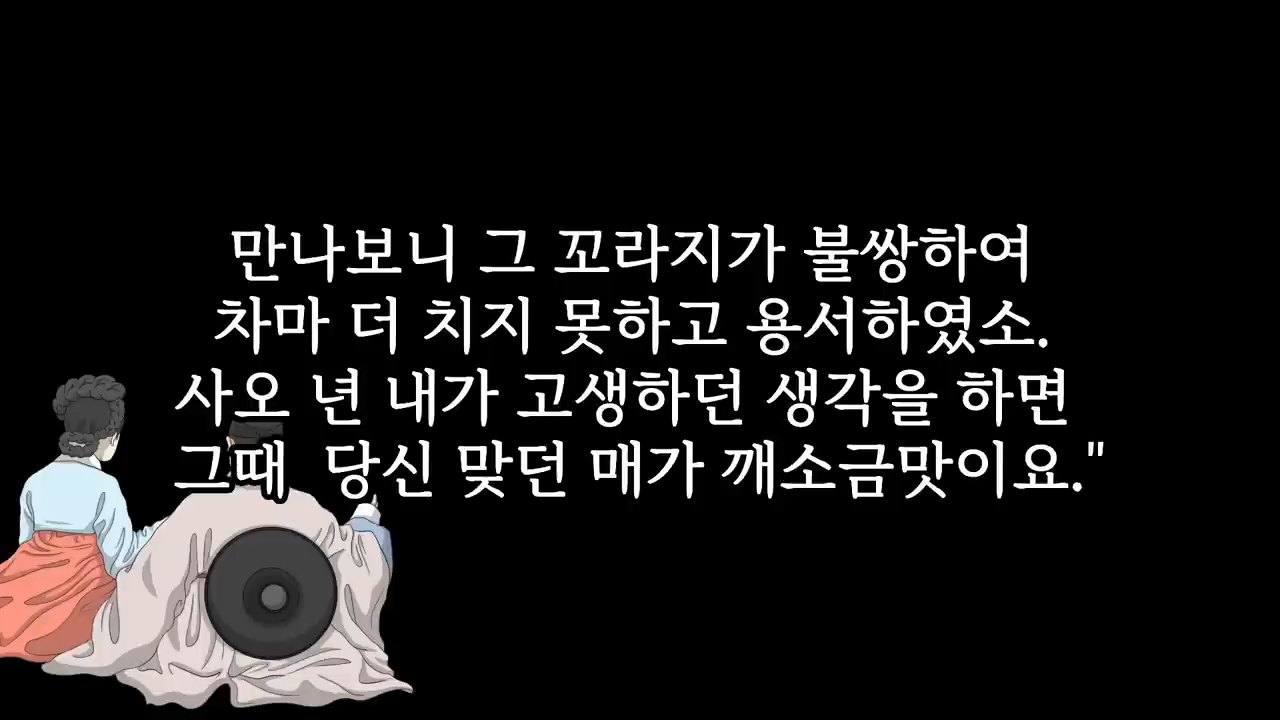 만나보니 그 꼬라지가 불쌍하여
차마 더 치지 못하고 용서하였소.
사오 년 내가 고생하던 생각을 하면
그때  당신 맞던 매가 깨소금맛이요."